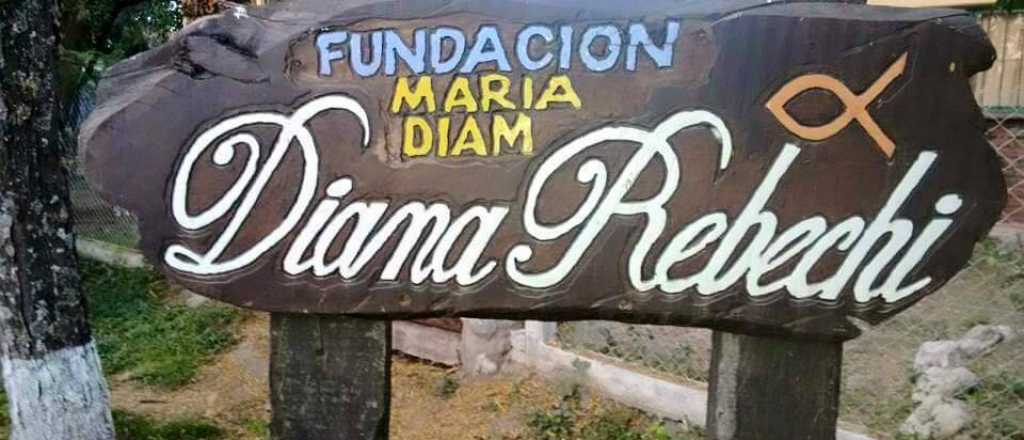 FUNDACION
MARIA
DIAM
Diana Rebechi